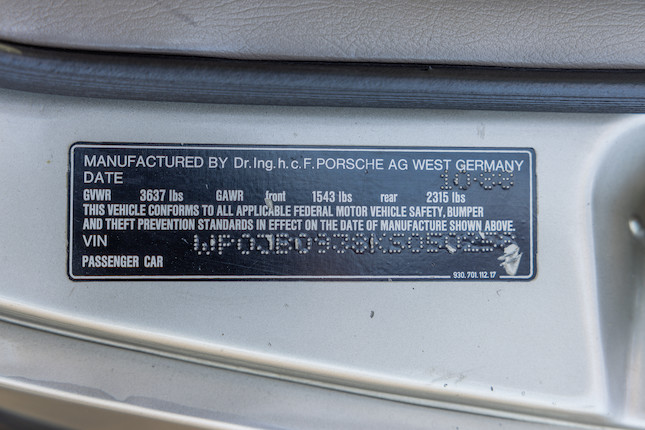 MANUFACTURED BY Dr.Ing.h.c.F.PORSCHE AG WEST GERMANY
DATE
GVWR 3637 lbs GAWR front 1543 lbs rear 2315 lbs
THIS VEHICLE CONFORMS TO ALL APPLICABLE FEDERAL MOTOR VEHICLE SAFETY, BUMPER
AND THEFT PREVENTION STANDARDS IN EFFECT ON THE DATE OF MANUFACTURE SHOWN ABOVE.
VIN
PASSENGER CAR
930.701.112.17